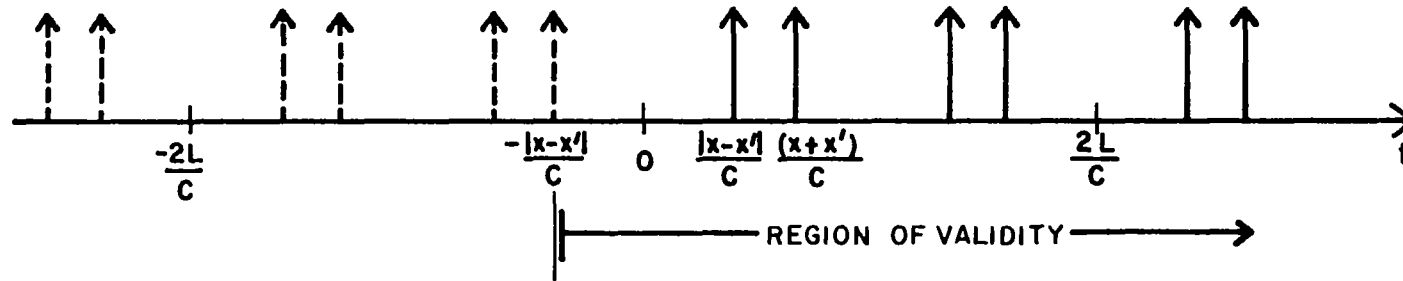 -2L/C -|x-x'|/C 0 |x-x'|/C (x+x')/C 2L/C t
REGION OF VALIDITY